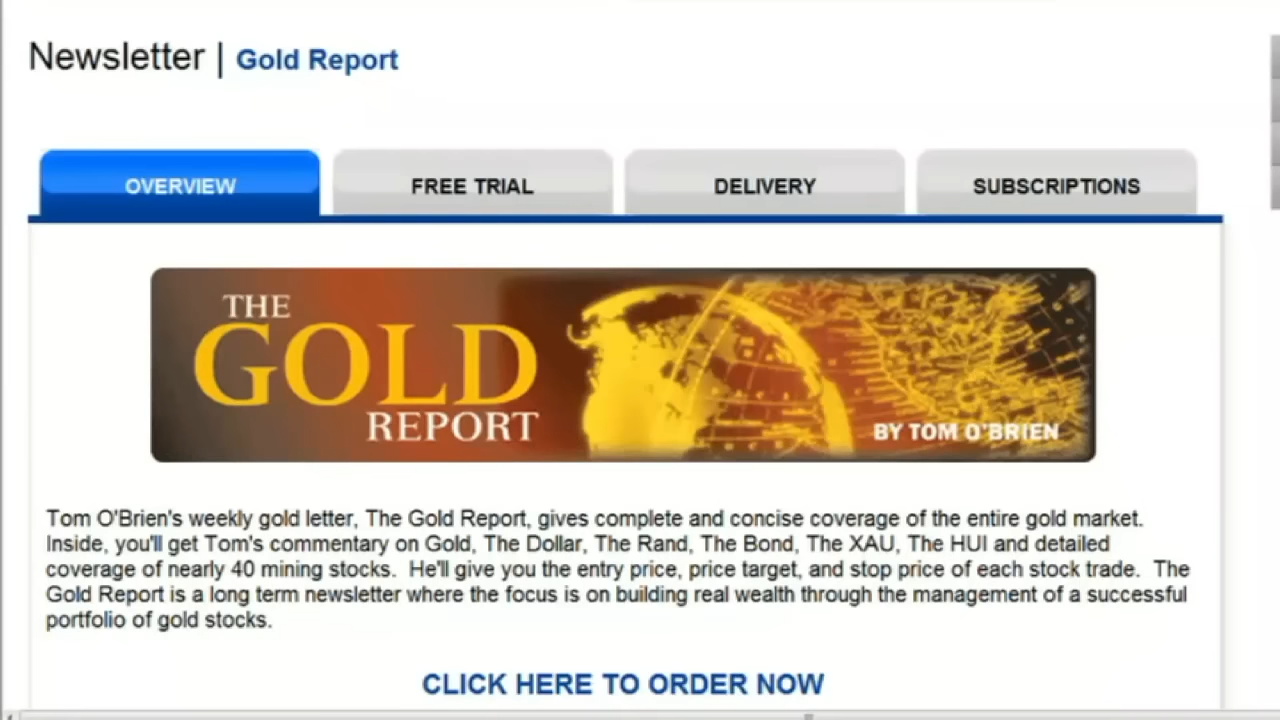 Newsletter | Gold Report
OVERVIEW FREE TRIAL DELIVERY SUBSCRIPTIONS
THE
GOLD
REPORT
BY TOM O'BRIEN
Tom O'Brien's weekly gold letter, The Gold Report, gives complete and concise coverage of the entire gold market.
Inside, you'll get Tom's commentary on Gold, The Dollar, The Rand, The Bond, The XAU, The HUI and detailed
coverage of nearly 40 mining stocks.  He'll give you the entry price, price target, and stop price of each stock trade.  The
Gold Report is a long term newsletter where the focus is on building real wealth through the management of a successful
portfolio of gold stocks.
CLICK HERE TO ORDER NOW